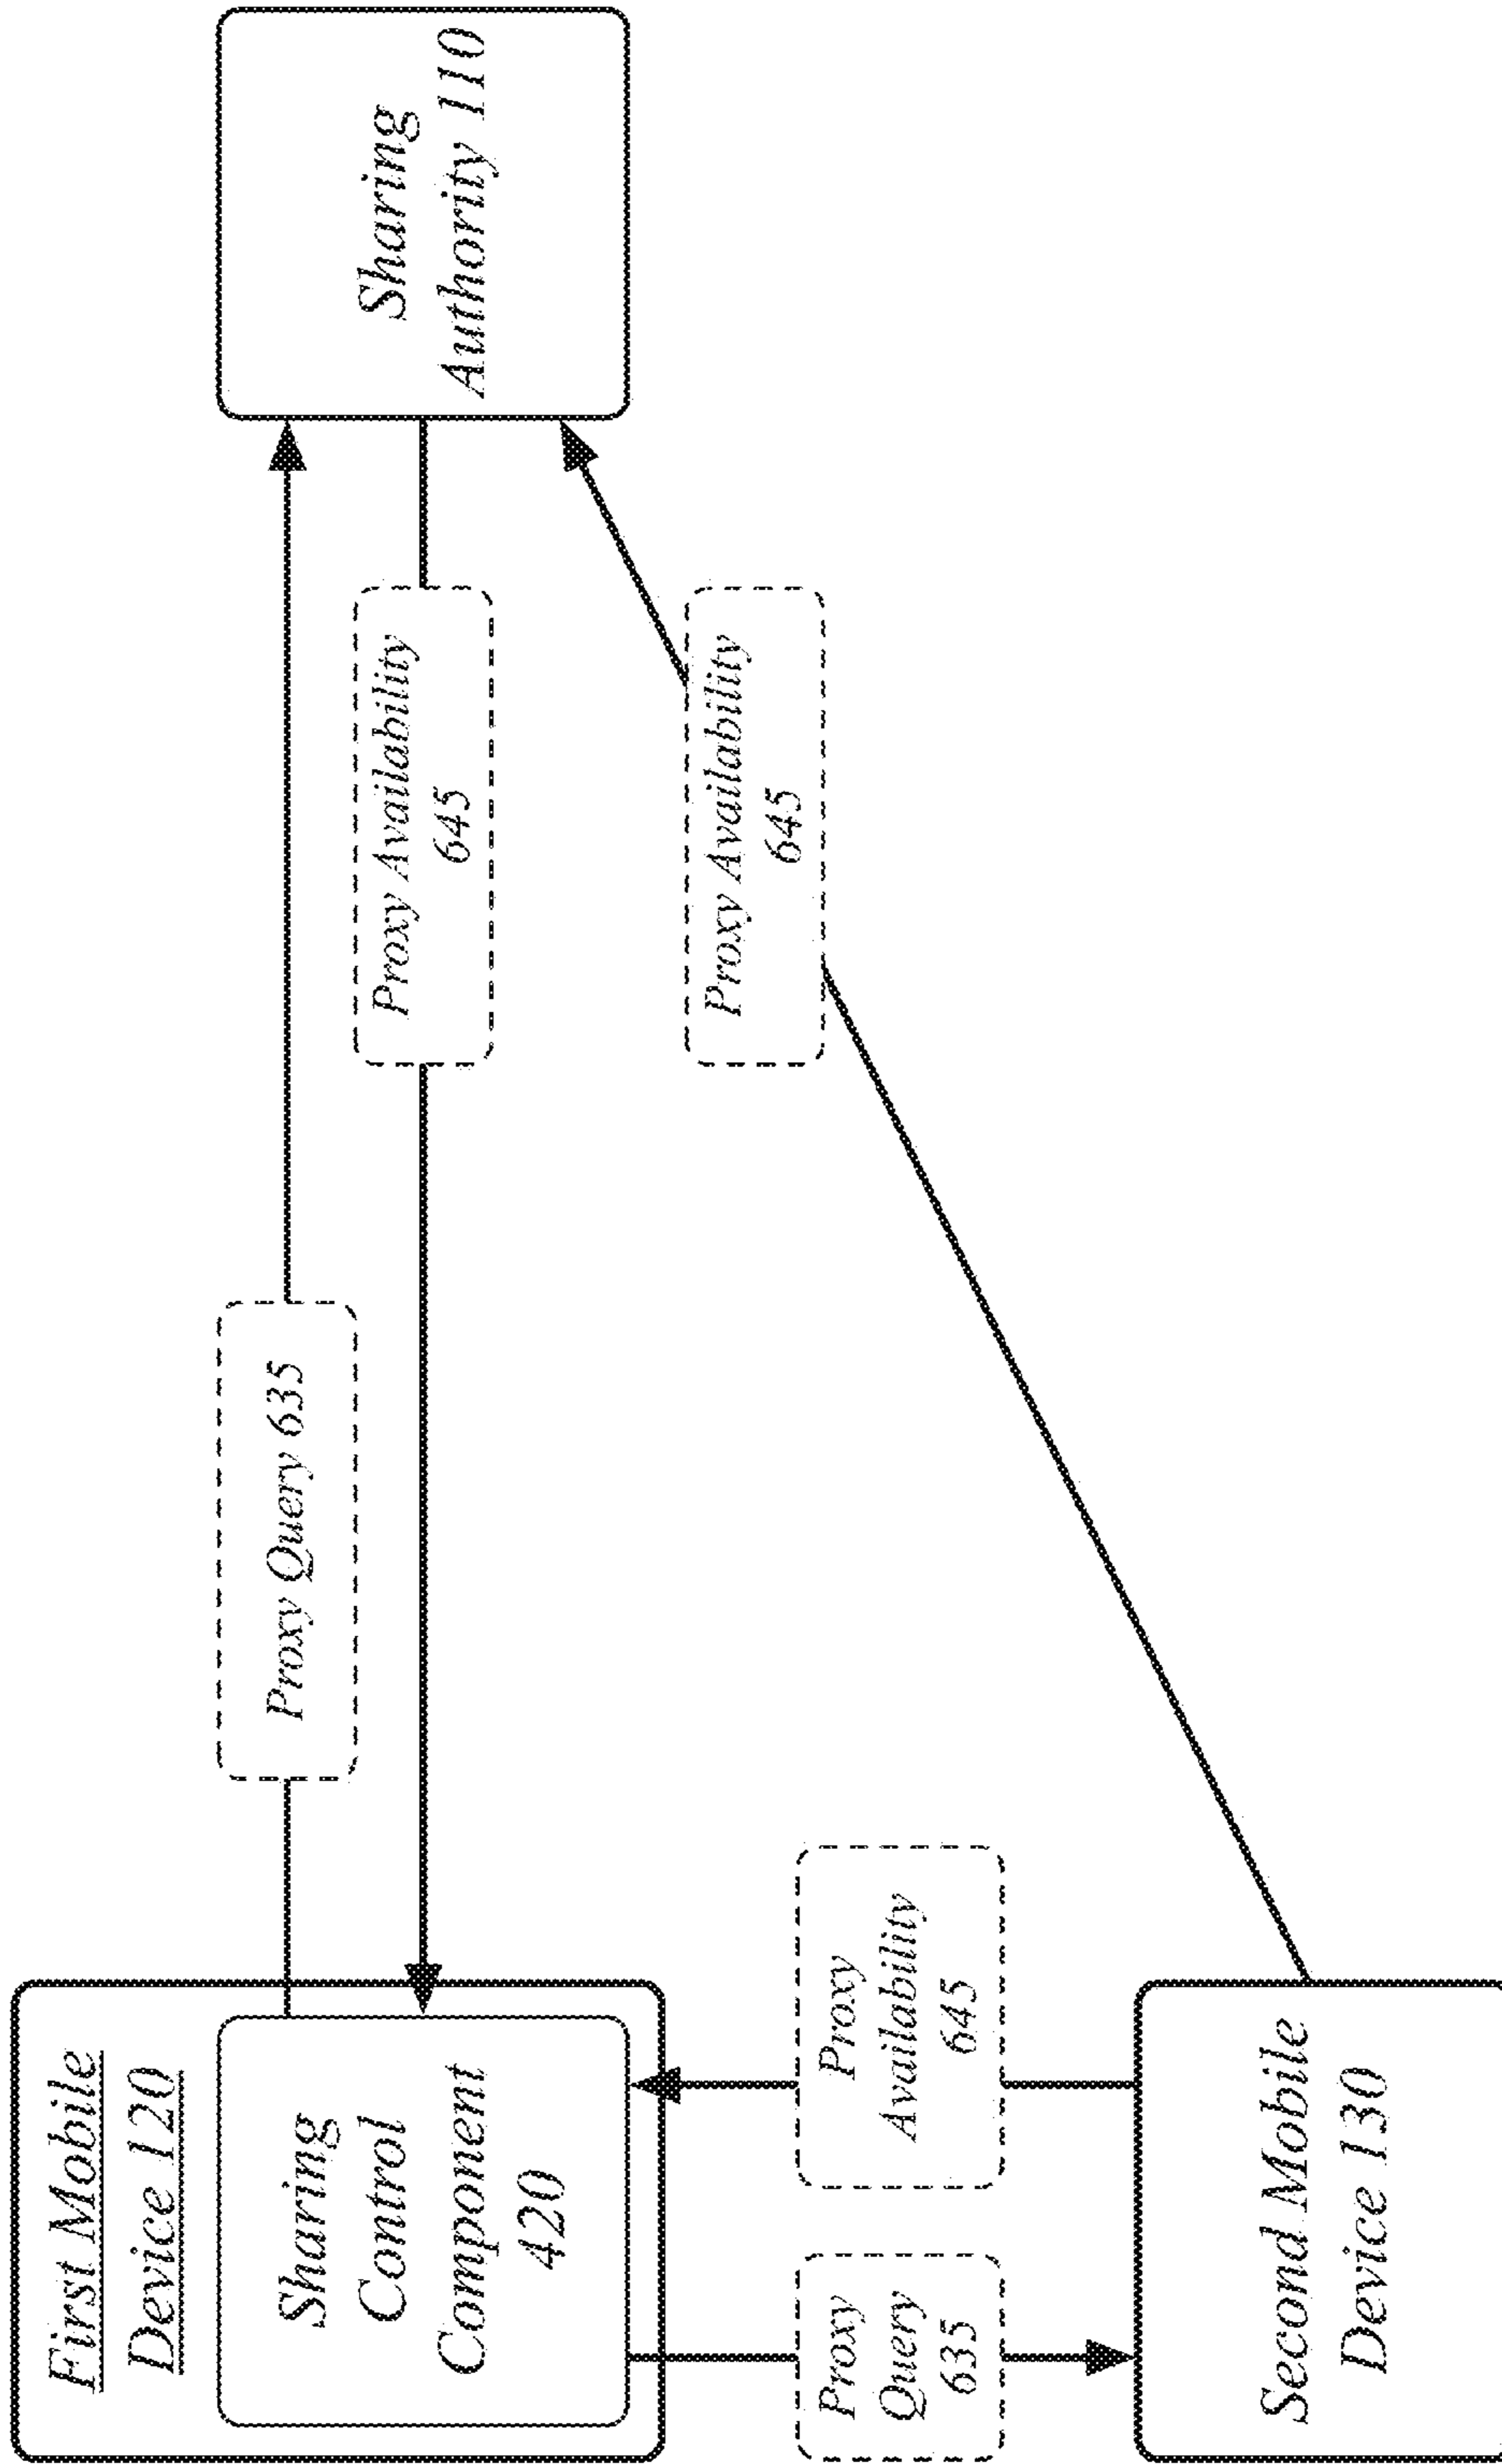 First Mobile
Device 120
Sharing
Control
Component
420
Proxy Query 635
Proxy Availability
645
Sharing
Authority 110
Proxy
Query
635
Proxy
Availability
645
Proxy Availability
645
Second Mobile
Device 130